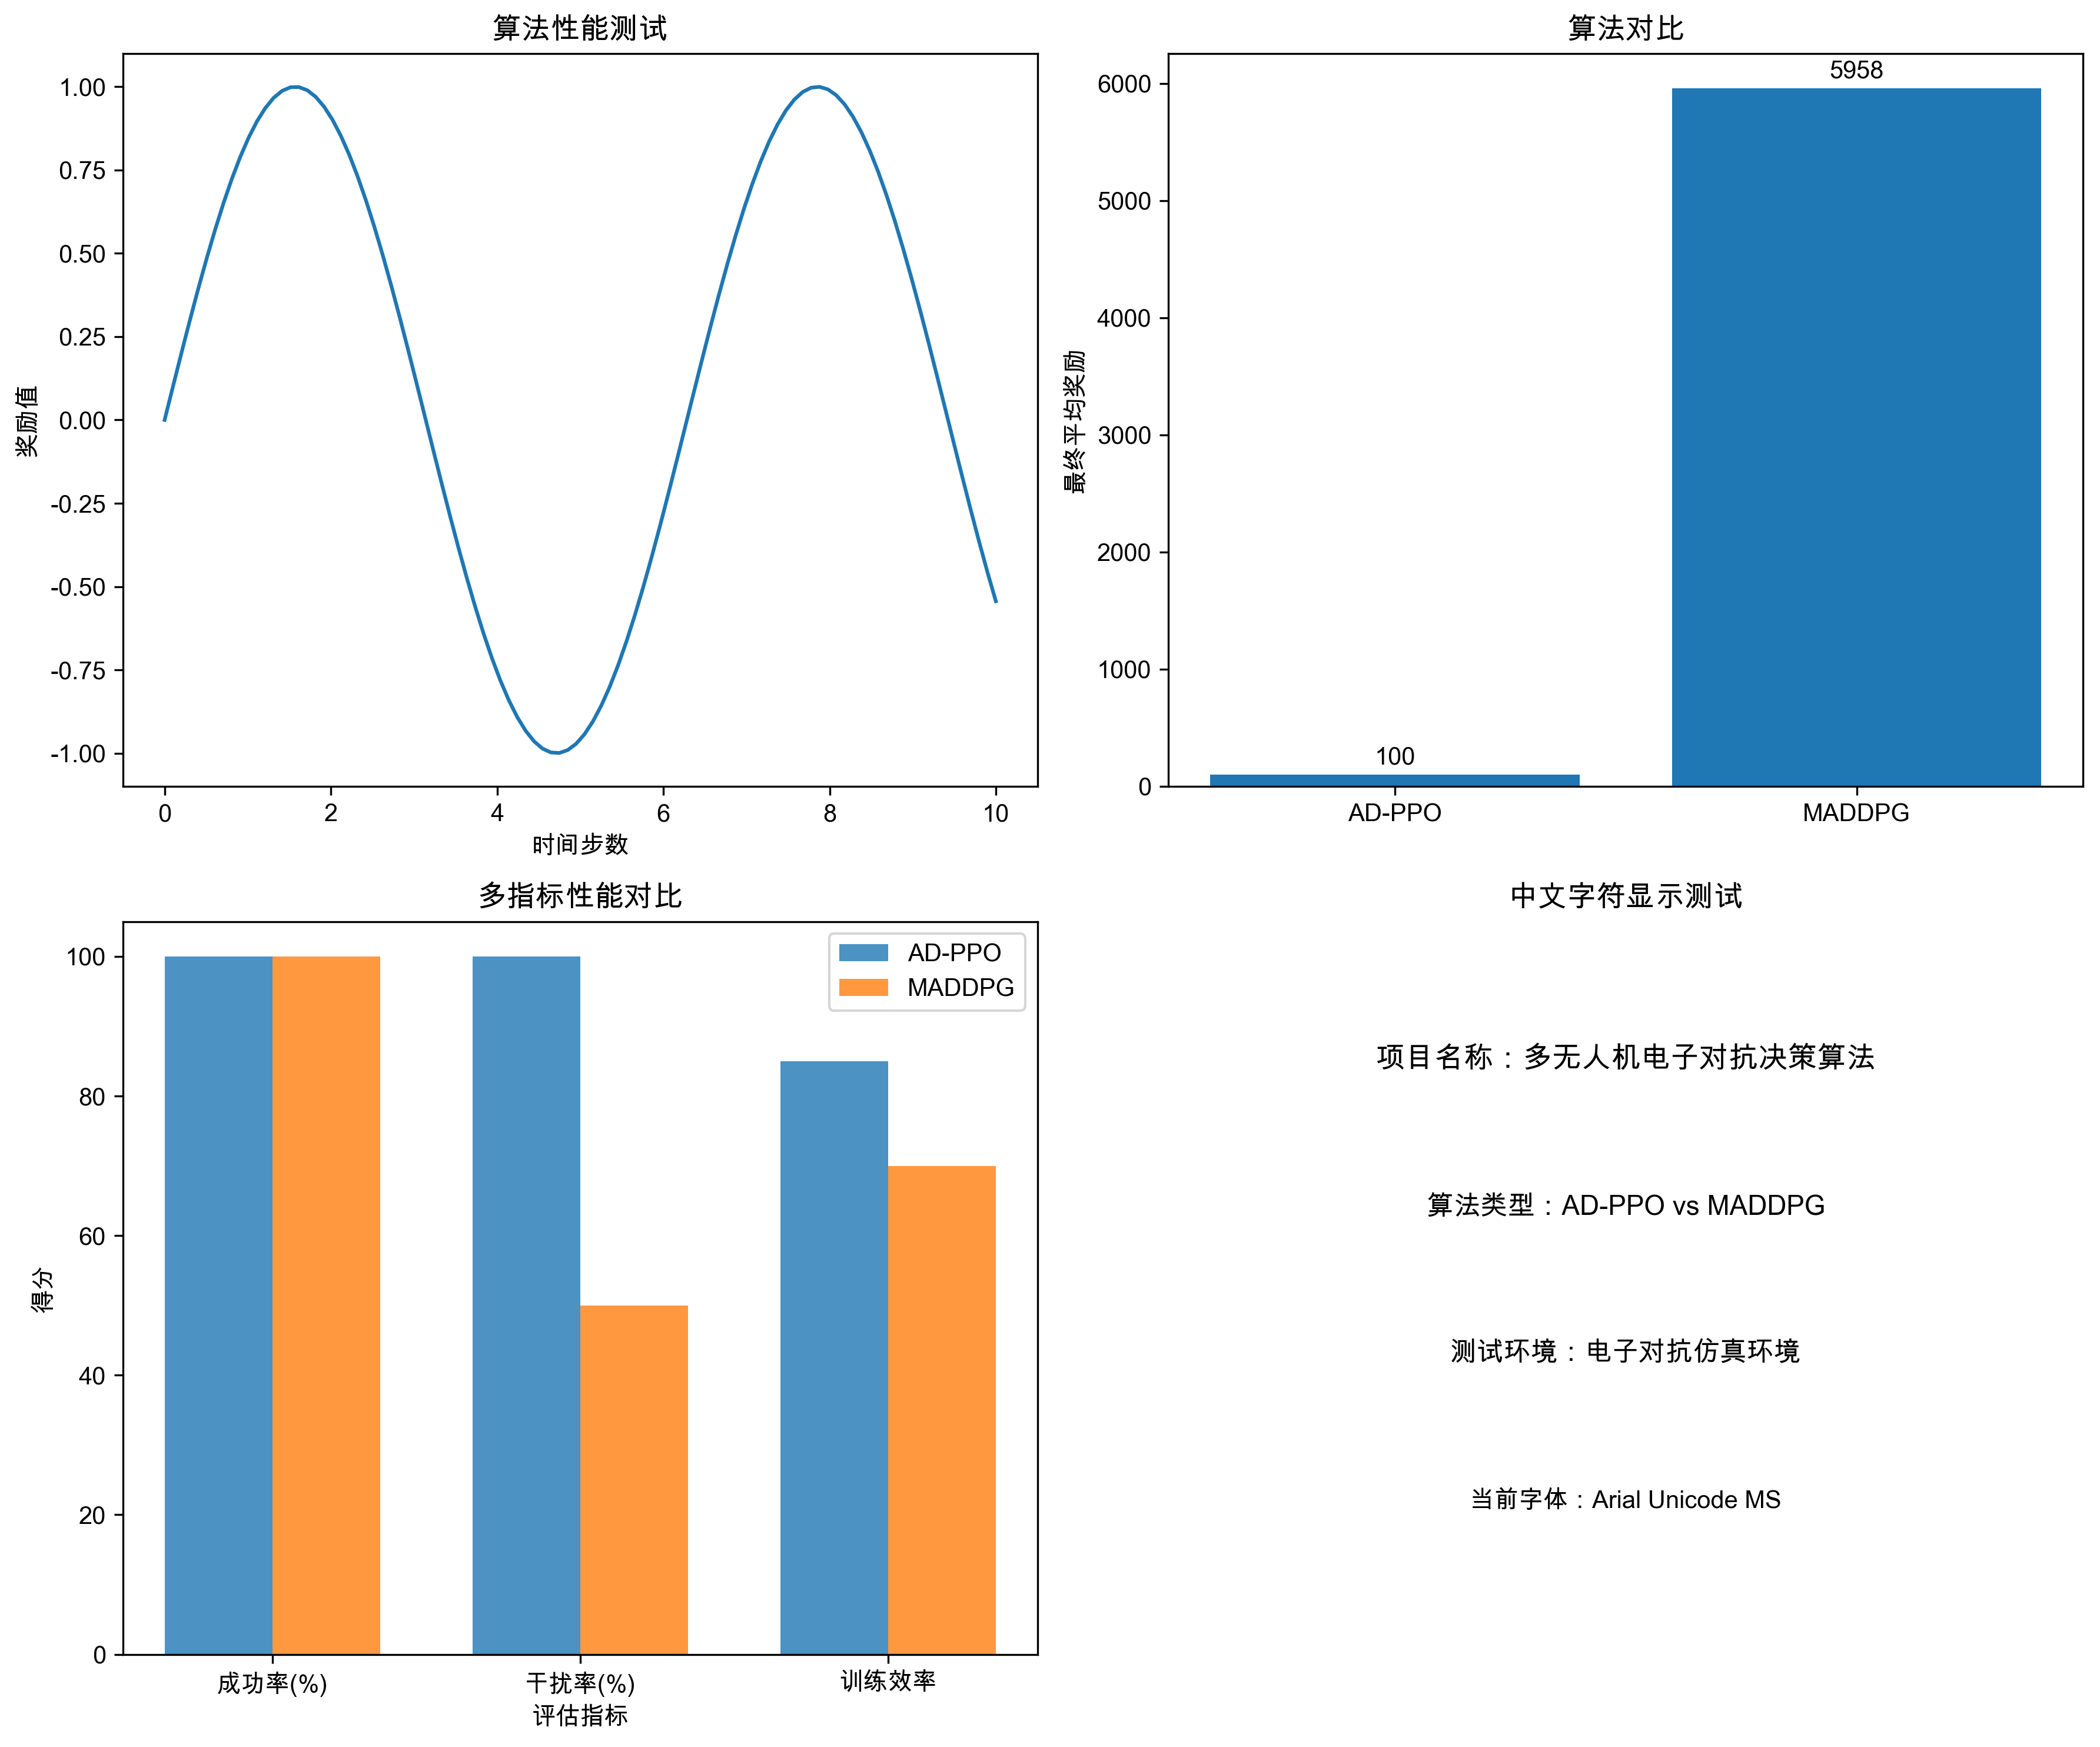 算法性能测试
1.00
0.75
0.50
0.25
0.00
-0.25
-0.50
-0.75
-1.00
奖励值
0 2 4 6 8 10
时间步数
算法对比
6000
5000
4000
3000
2000
1000
0
最终平均奖励
5958
100
AD-PPO MADDPG
多指标性能对比
100
80
60
40
20
0
得分
AD-PPO
MADDPG
成功率(%) 干扰率(%) 训练效率
评估指标
中文字符显示测试
项目名称：多无人机电子对抗决策算法
算法类型：AD-PPO vs MADDPG
测试环境：电子对抗仿真环境
当前字体：Arial Unicode MS